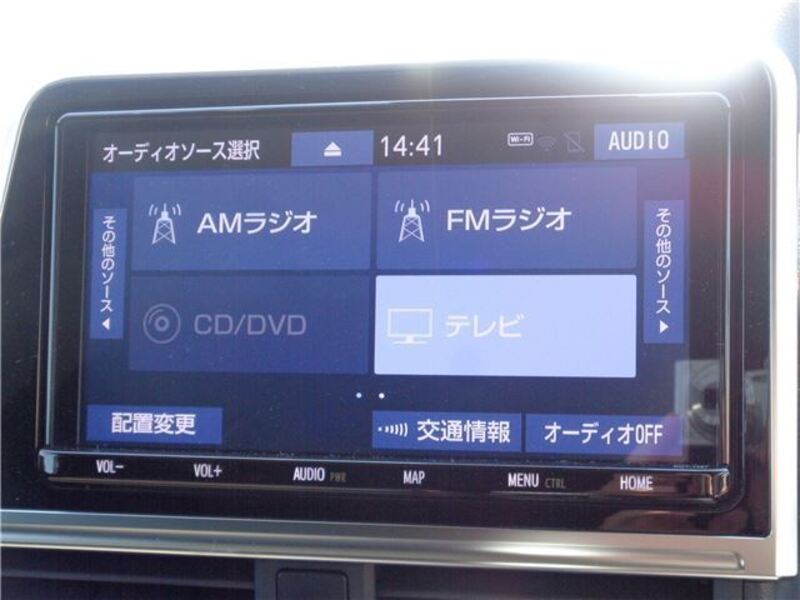 オーディオソース選択 14:41 Wi-Fi AUDIO
AMラジオ FMラジオ
その他のソース◀ その他のソース▶
CD/DVD テレビ
配置変更 交通情報 オーディオOFF
VOL- VOL+ AUDIO PWR MAP MENU CTRL HOME